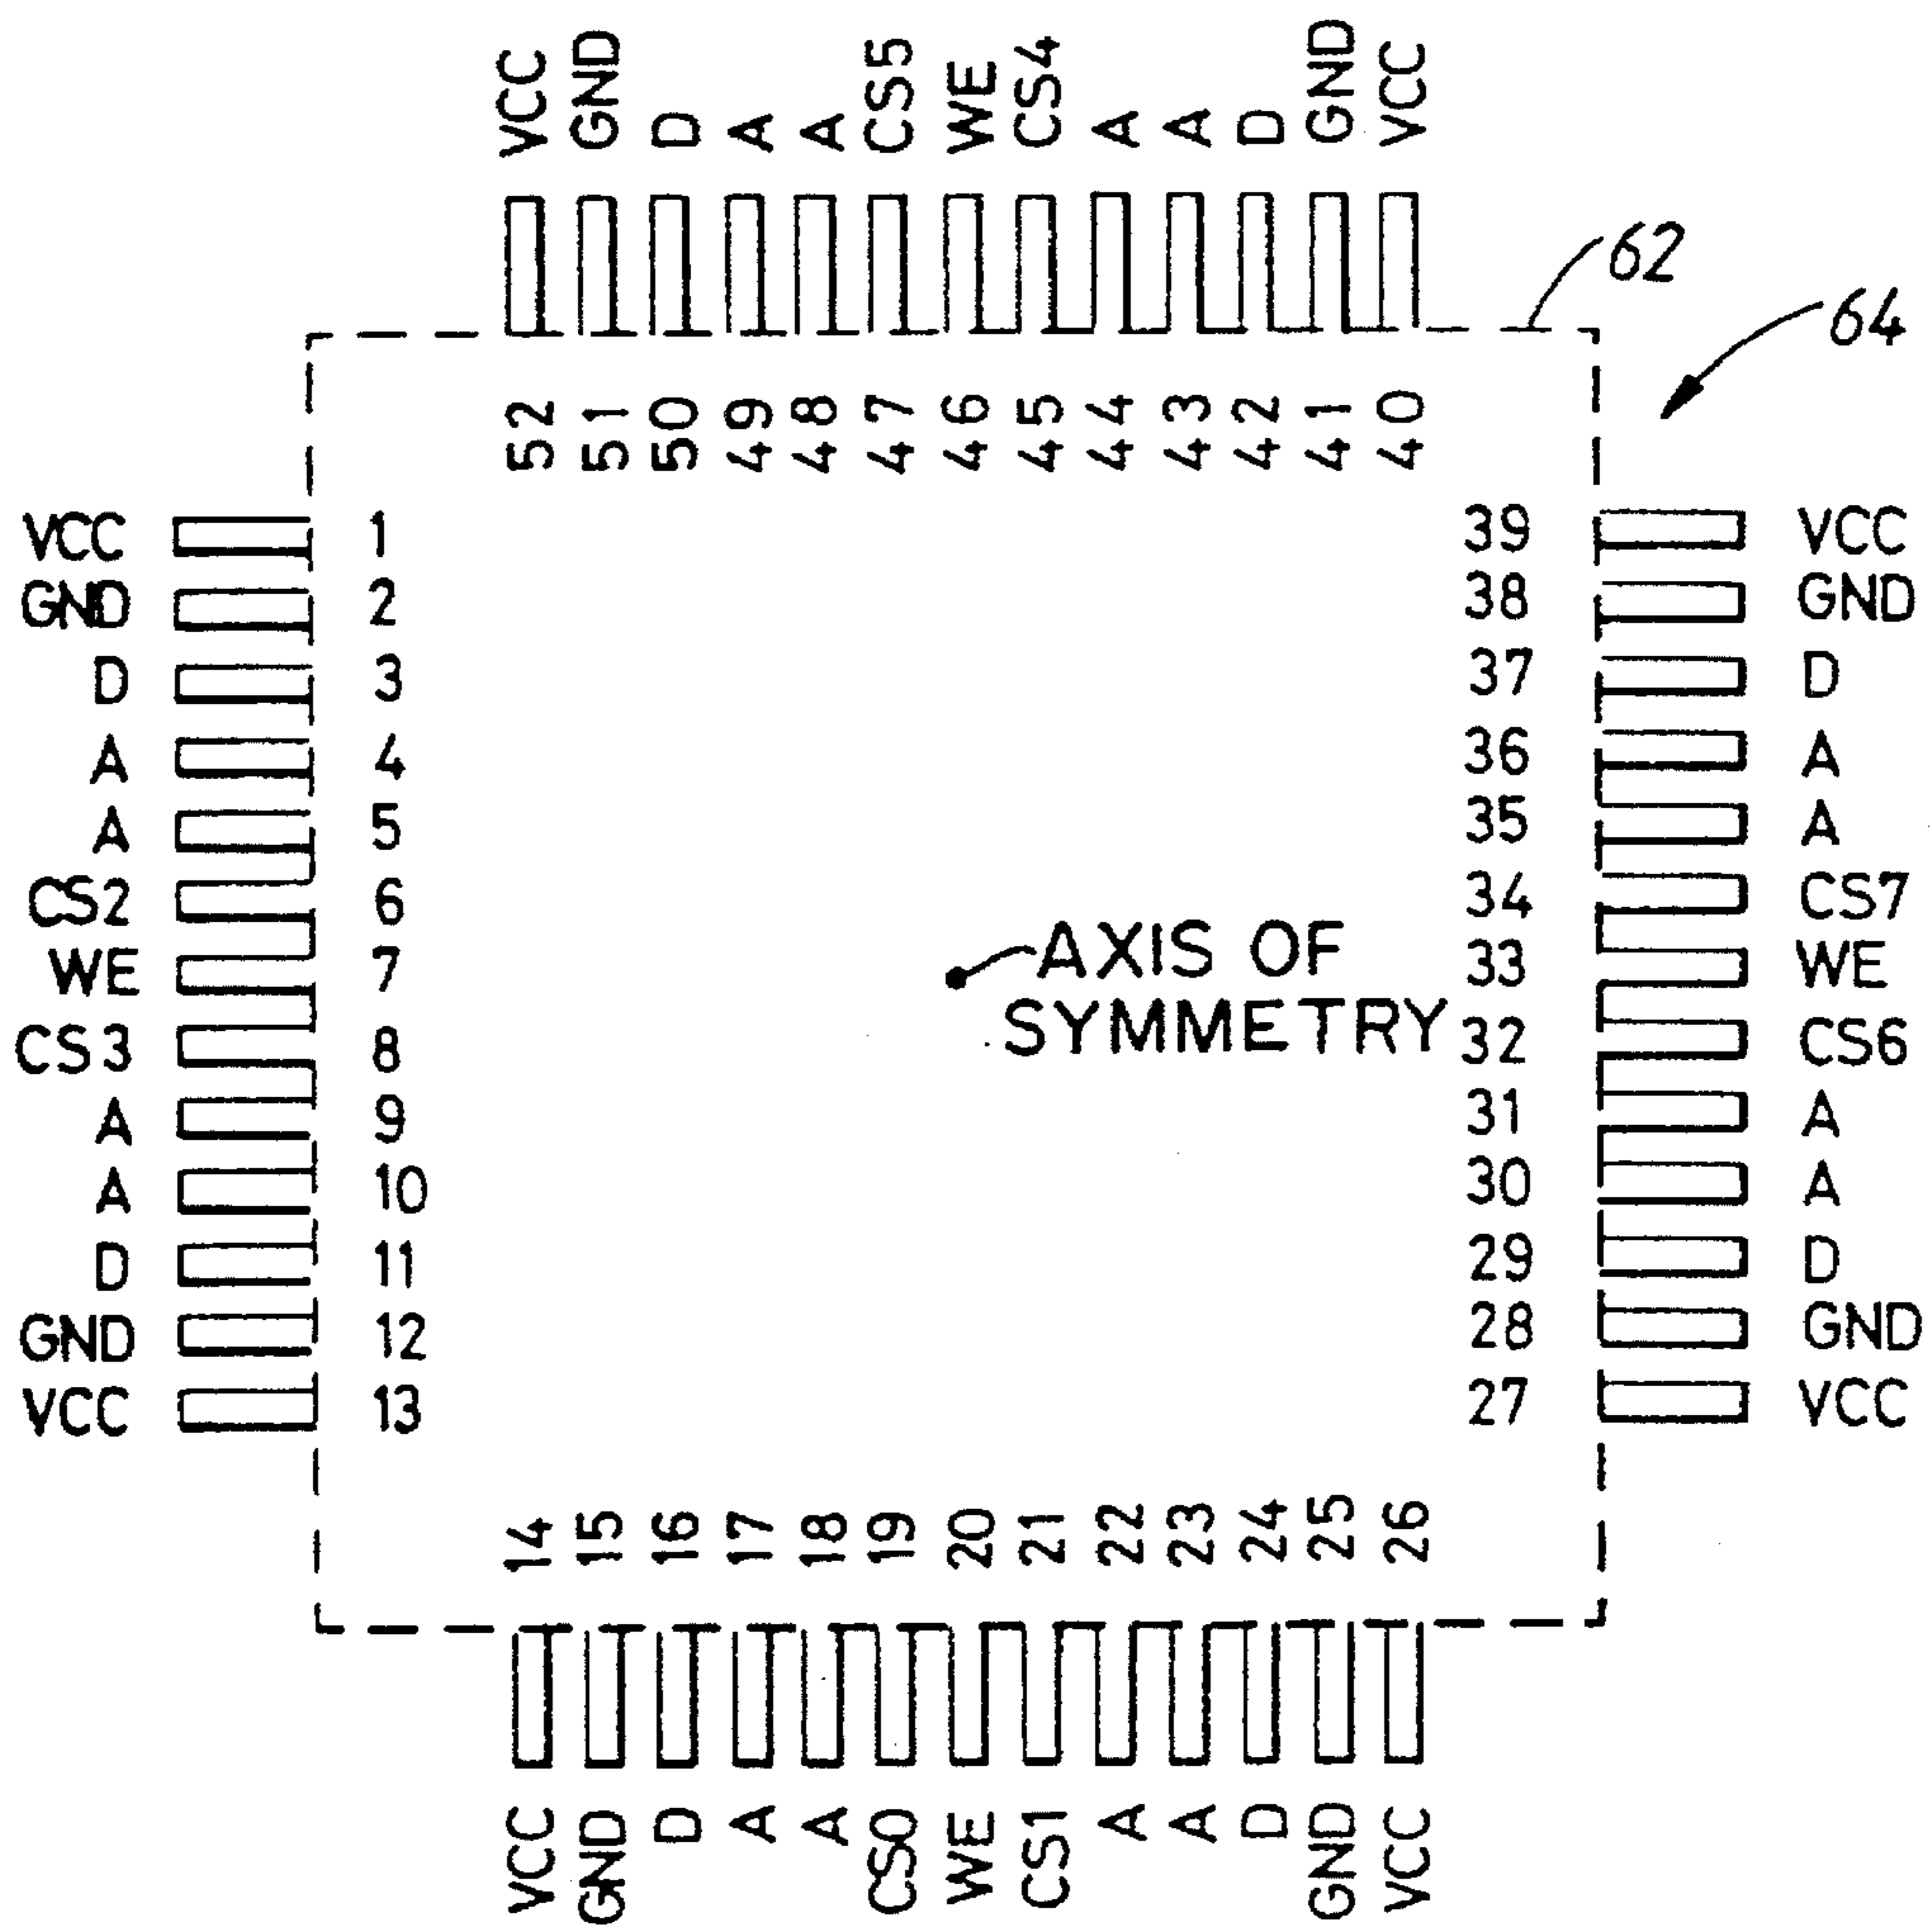 VCC GND D A A CS5 WE CS4 A A D GND VCC
62
64
52 51 50 49 48 47 46 45 44 43 42 41 40
VCC 1 39 VCC
GND 2 38 GND
D 3 37 D
A 4 36 A
A 5 35 A
CS2 6 34 CS7
WE 7 AXIS OF 33 WE
CS3 8 SYMMETRY 32 CS6
A 9 31 A
A 10 30 A
D 11 29 D
GND 12 28 GND
VCC 13 27 VCC
14 15 16 17 18 19 20 21 22 23 24 25 26
VCC GND D A A CS0 WE CS1 A A D GND VCC